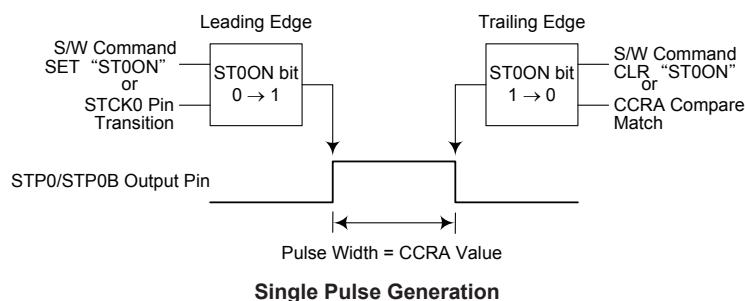 Leading Edge
Trailing Edge
S/W Command
SET “ST0ON”
or
STCK0 Pin
Transition
ST0ON bit
0 → 1
ST0ON bit
1 → 0
S/W Command
CLR “ST0ON”
or
CCRA Compare
Match
STP0/STP0B Output Pin
Pulse Width = CCRA Value
Single Pulse Generation